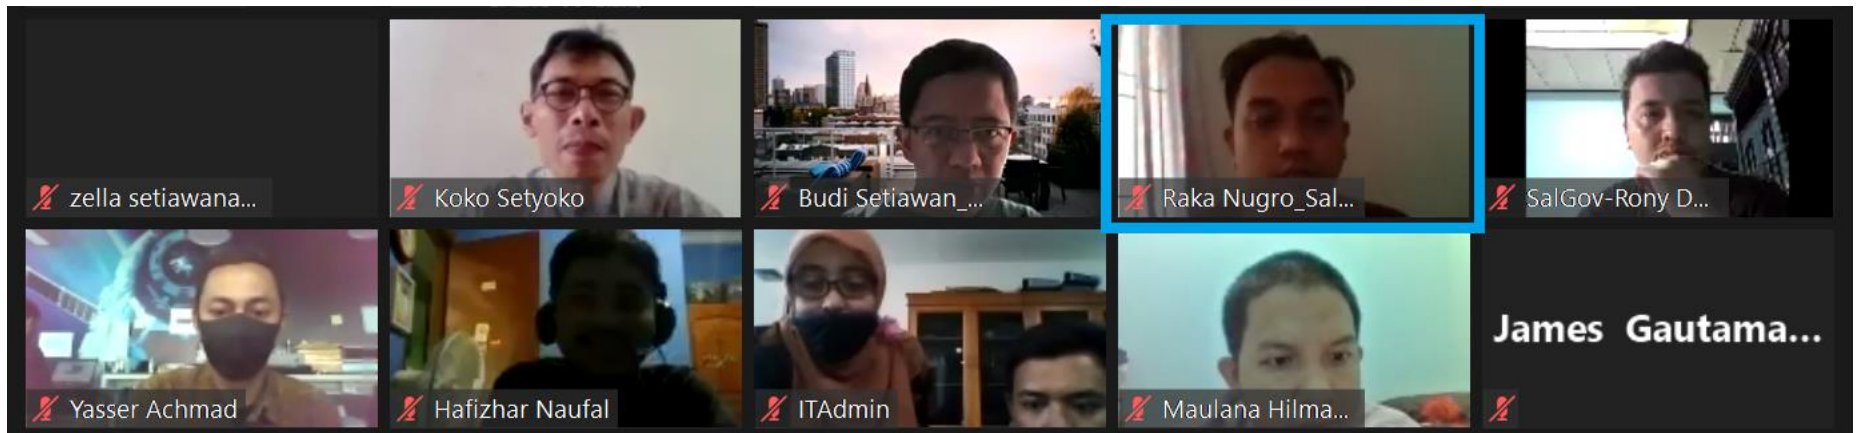 zella setiawana...
Koko Setyoko
Budi Setiawan_...
Raka Nugro_Sal...
SalGov-Rony D...
Yasser Achmad
Hafizhar Naufal
ITAdmin
Maulana Hilma...
James Gautama...